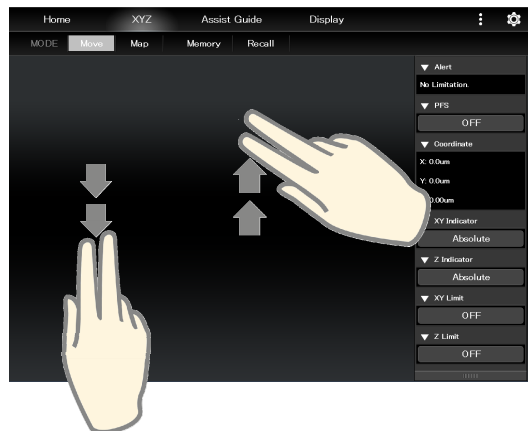 Home XYZ Assist Guide Display
MODE Move Map Memory Recall
Alert
No Limitation.
PFS
OFF
Coordinate
X: 0.0um
Y: 0.0um
0.00um
XY Indicator
Absolute
Z Indicator
Absolute
XY Limit
OFF
Z Limit
OFF